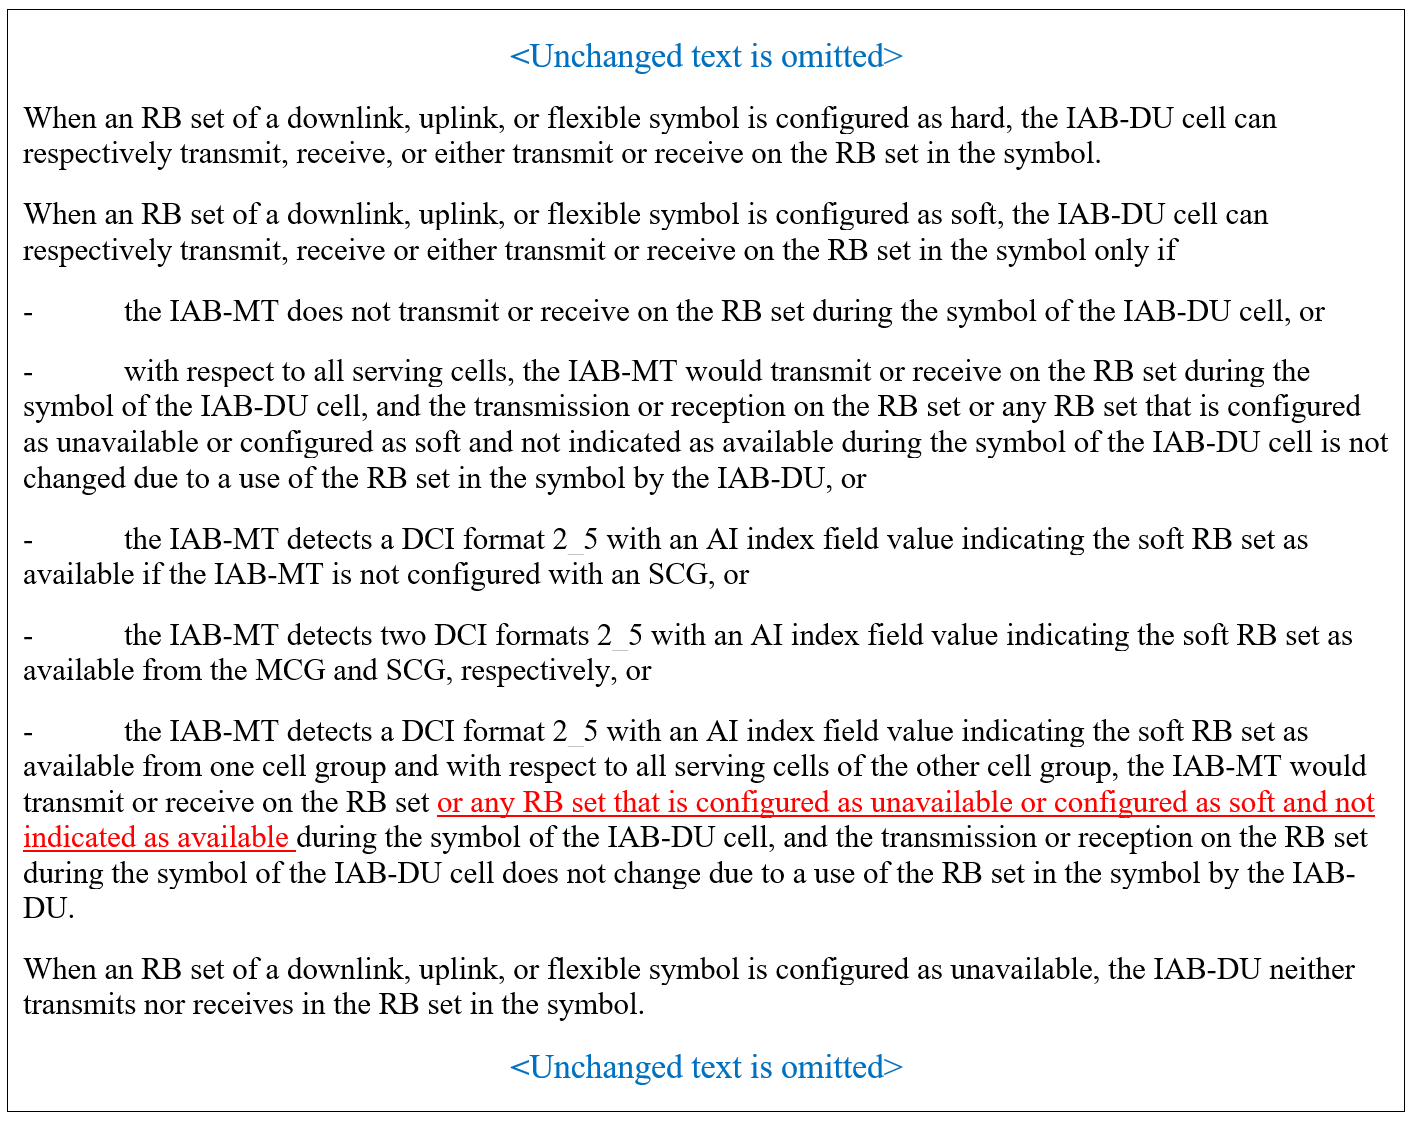 <Unchanged text is omitted>
When an RB set of a downlink, uplink, or flexible symbol is configured as hard, the IAB-DU cell can
respectively transmit, receive, or either transmit or receive on the RB set in the symbol.
When an RB set of a downlink, uplink, or flexible symbol is configured as soft, the IAB-DU cell can
respectively transmit, receive or either transmit or receive on the RB set in the symbol only if
- the IAB-MT does not transmit or receive on the RB set during the symbol of the IAB-DU cell, or
- with respect to all serving cells, the IAB-MT would transmit or receive on the RB set during the
symbol of the IAB-DU cell, and the transmission or reception on the RB set or any RB set that is configured
as unavailable or configured as soft and not indicated as available during the symbol of the IAB-DU cell is not
changed due to a use of the RB set in the symbol by the IAB-DU, or
- the IAB-MT detects a DCI format 2_5 with an AI index field value indicating the soft RB set as
available if the IAB-MT is not configured with an SCG, or
- the IAB-MT detects two DCI formats 2_5 with an AI index field value indicating the soft RB set as
available from the MCG and SCG, respectively, or
- the IAB-MT detects a DCI format 2_5 with an AI index field value indicating the soft RB set as
available from one cell group and with respect to all serving cells of the other cell group, the IAB-MT would
transmit or receive on the RB set or any RB set that is configured as unavailable or configured as soft and not
indicated as available during the symbol of the IAB-DU cell, and the transmission or reception on the RB set
during the symbol of the IAB-DU cell does not change due to a use of the RB set in the symbol by the IAB-
DU.
When an RB set of a downlink, uplink, or flexible symbol is configured as unavailable, the IAB-DU neither
transmits nor receives in the RB set in the symbol.
<Unchanged text is omitted>